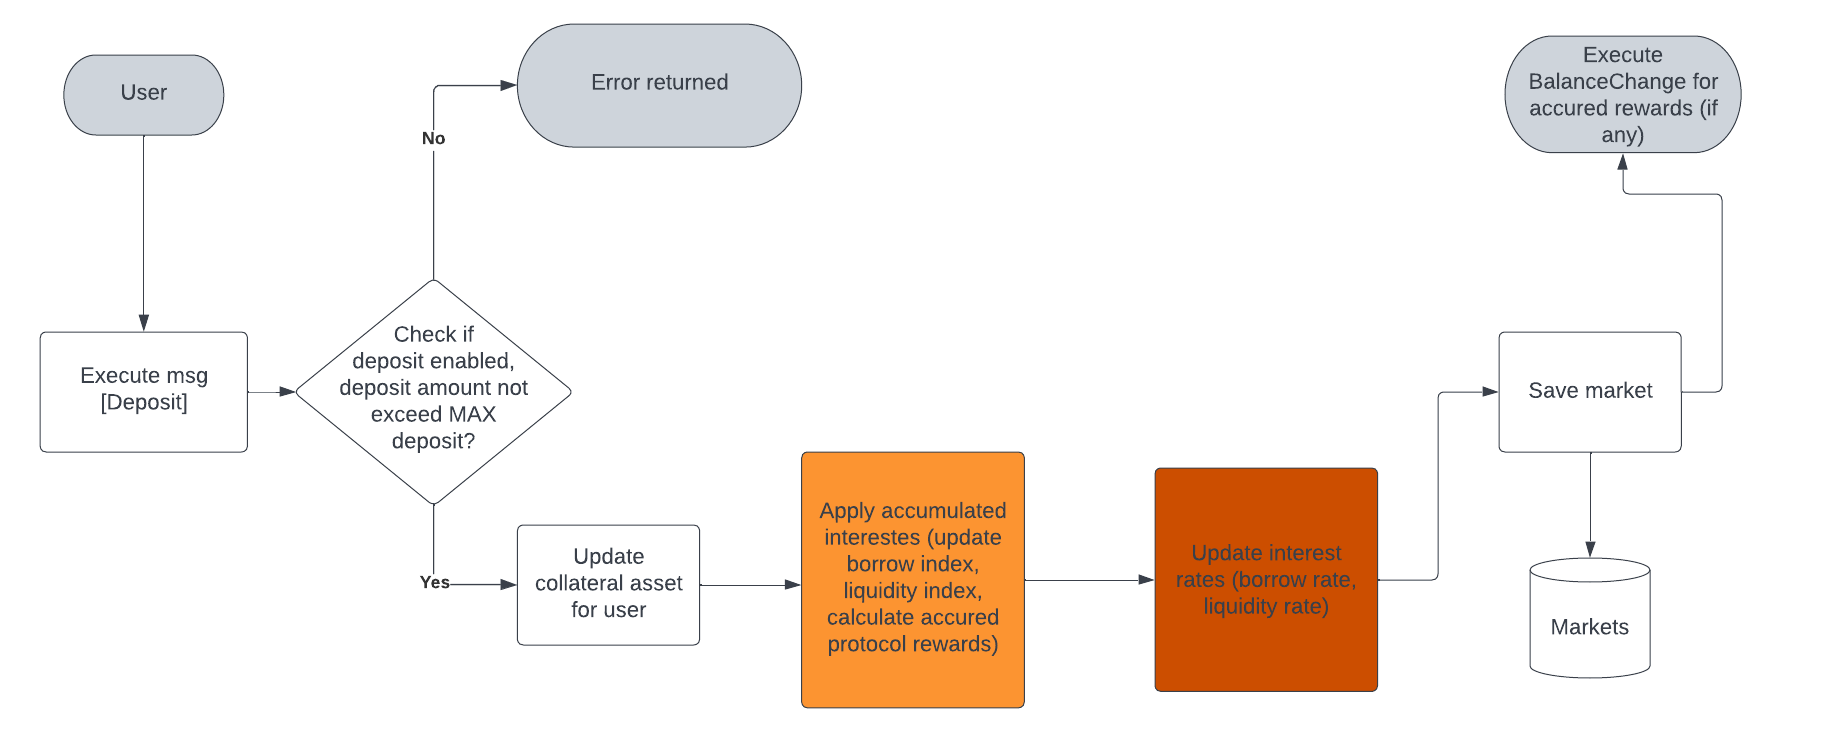 User
Execute msg
[Deposit]
Check if
deposit enabled,
deposit amount not
exceed MAX
deposit?
No
Error returned
Yes
Update
collateral asset
for user
Apply accumulated
interestes (update
borrow index,
liquidity index,
calculate accured
protocol rewards)
Update interest
rates (borrow rate,
liquidity rate)
Save market
Markets
Execute
BalanceChange for
accured rewards (if
any)